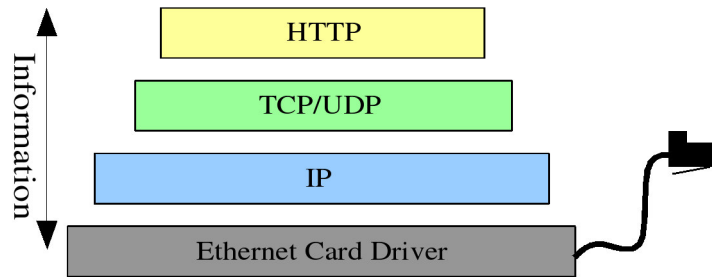 HTTP
TCP/UDP
IP
Ethernet Card Driver
Information